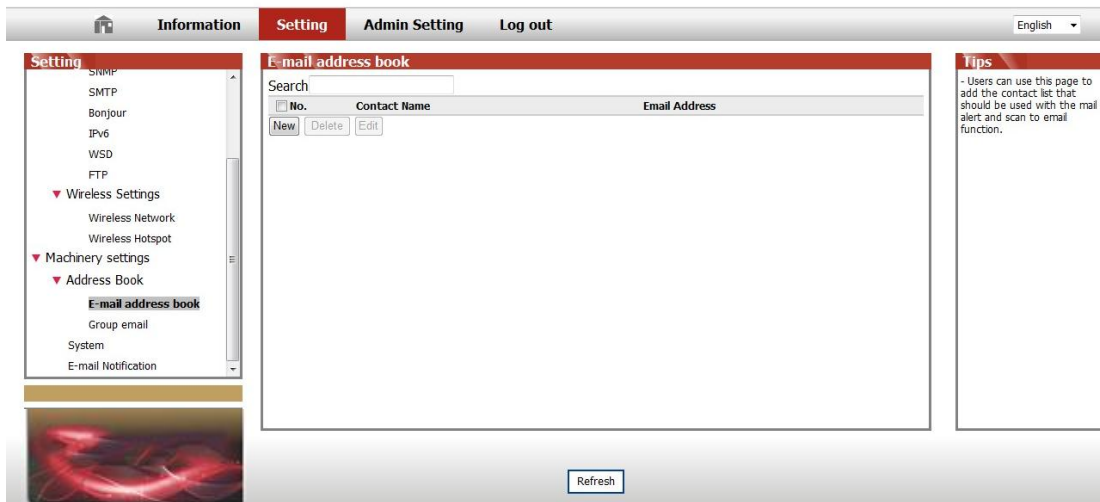 Information Setting Admin Setting Log out English
Setting
SNMP
SMTP
Bonjour
IPv6
WSD
FTP
Wireless Settings
Wireless Network
Wireless Hotspot
Machinery settings
Address Book
E-mail address book
Group email
System
E-mail Notification
E-mail address book
Search
No. Contact Name Email Address
New Delete Edit
Refresh
Tips
- Users can use this page to
add the contact list that
should be used with the mail
alert and scan to email
function.